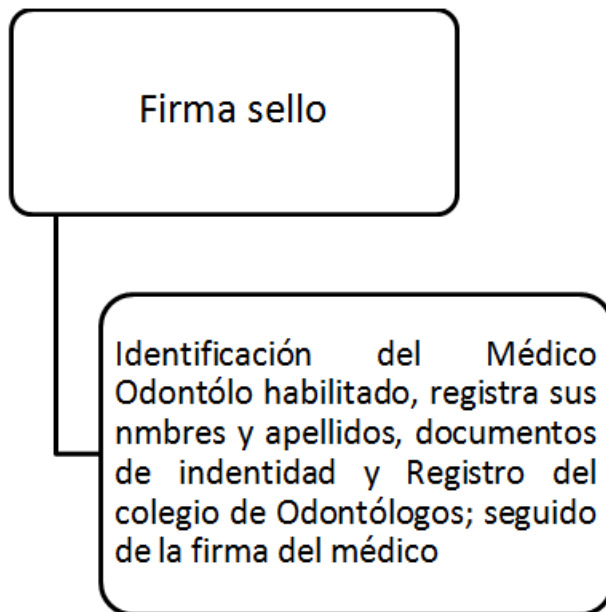 Firma sello
Identificación del Médico
Odontólo habilitado, registra sus
nmbres y apellidos, documentos
de indentidad y Registro del
colegio de Odontólogos; seguido
de la firma del médico